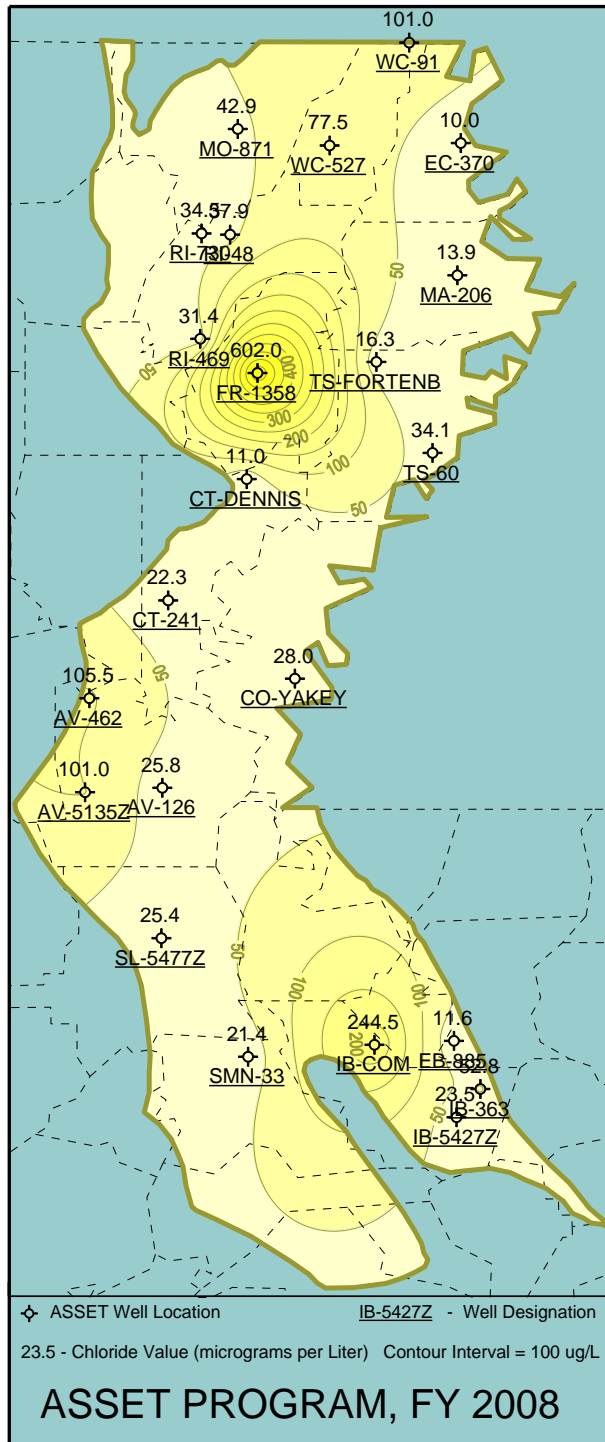 101.0
WC-91
42.9
MO-871
77.5
WC-527
10.0
EC-370
34.5
RI-730
37.9
RI-48
50
13.9
MA-206
31.4
RI-469
50
602.0
FR-1358
400
16.3
TS-FORTENB
300
200
100
34.1
TS-60
11.0
CT-DENNIS
50
22.3
CT-241
50
28.0
CO-YAKEY
105.5
AV-462
101.0
AV-5135Z
25.8
AV-126
25.4
SL-5477Z
50
100
100
244.5
200
IB-COM
11.6
EB-885
21.4
SMN-33
52.8
IB-363
23.5
50
IB-5427Z
ASSET Well Location
IB-5427Z - Well Designation
23.5 - Chloride Value (micrograms per Liter) Contour Interval = 100 ug/L
ASSET PROGRAM, FY 2008